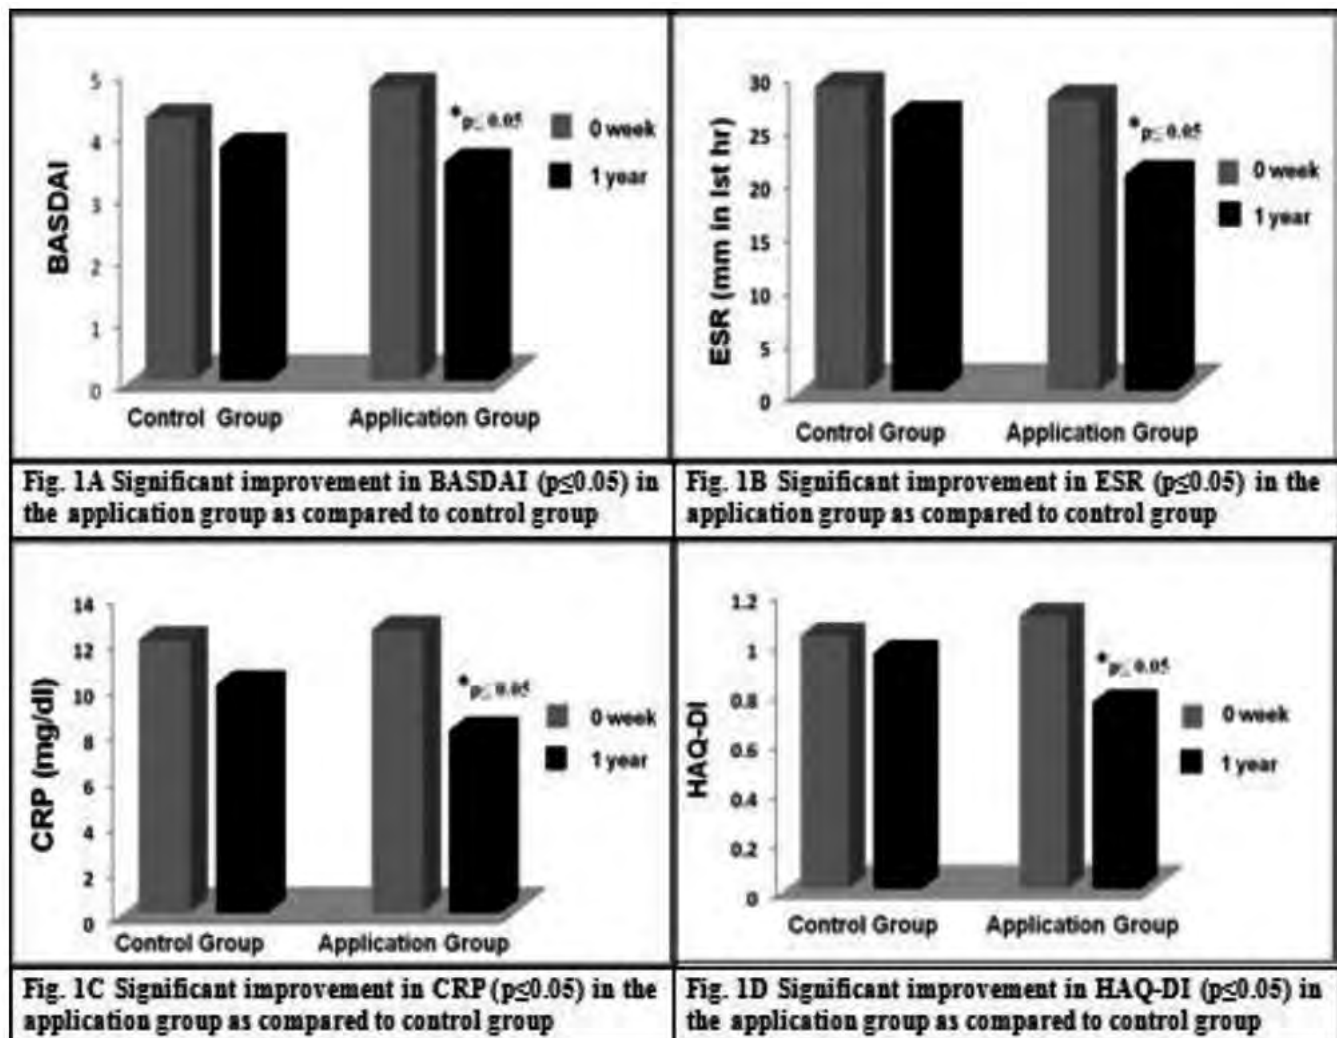 BASDAI
5
4
3
2
1
0
*p≤ 0.05
0 week
1 year
Control Group
Application Group
Fig. 1A Significant improvement in BASDAI (p≤0.05) in
the application group as compared to control group
ESR (mm in Ist hr)
30
25
20
15
10
5
0
*p≤ 0.05
0 week
1 year
Control Group
Application Group
Fig. 1B Significant improvement in ESR (p≤0.05) in the
application group as compared to control group
CRP (mg/dl)
14
12
10
8
6
4
2
0
*p≤ 0.05
0 week
1 year
Control Group
Application Group
Fig. 1C Significant improvement in CRP (p≤0.05) in the
application group as compared to control group
HAQ-DI
1.2
1
0.8
0.6
0.4
0.2
0
*p≤ 0.05
0 week
1 year
Control Group
Application Group
Fig. 1D Significant improvement in HAQ-DI (p≤0.05) in
the application group as compared to control group